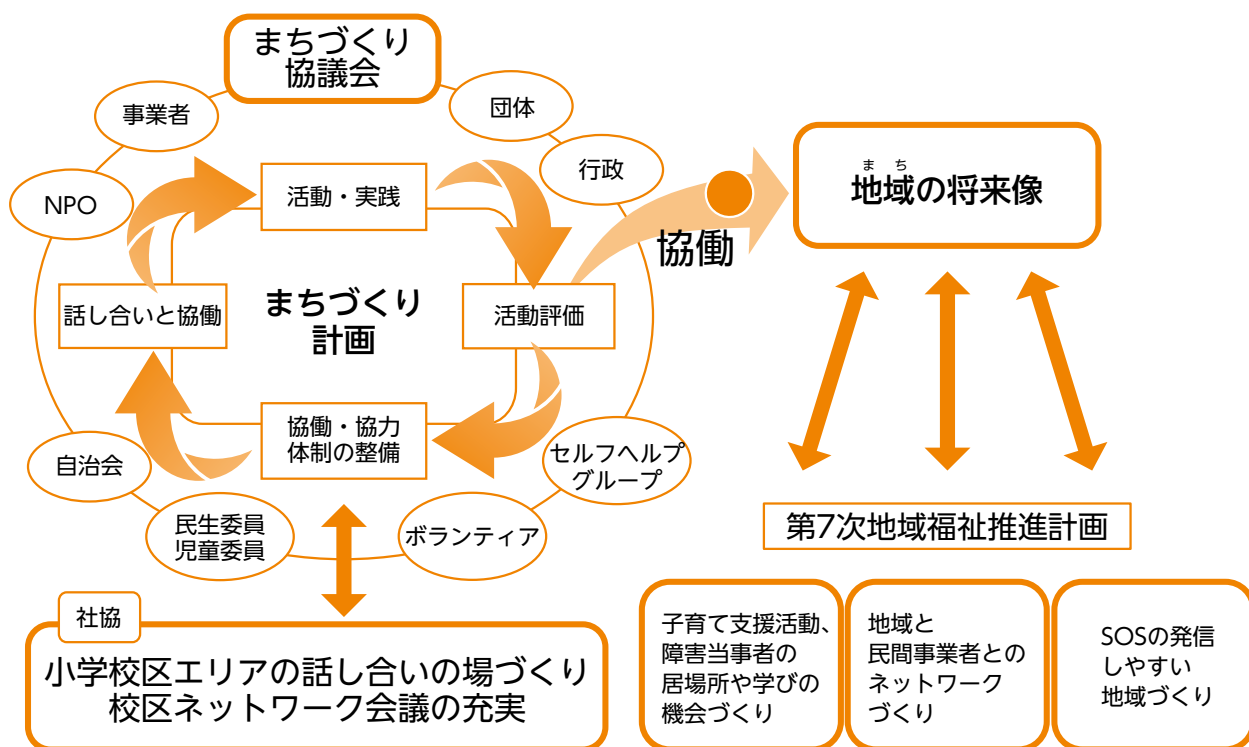 まちづくり
協議会
事業者
団体
行政
NPO
活動・実践
まち
地域の将来像
協働
話し合いと協働
まちづくり
計画
活動評価
協働・協力
体制の整備
自治会
セルフヘルプ
グループ
民生委員
児童委員
ボランティア
第7次地域福祉推進計画
社協
小学校区エリアの話し合いの場づくり
校区ネットワーク会議の充実
子育て支援活動、
障害当事者の
居場所や学びの
機会づくり
地域と
民間事業者との
ネットワーク
づくり
SOSの発信
しやすい
地域づくり